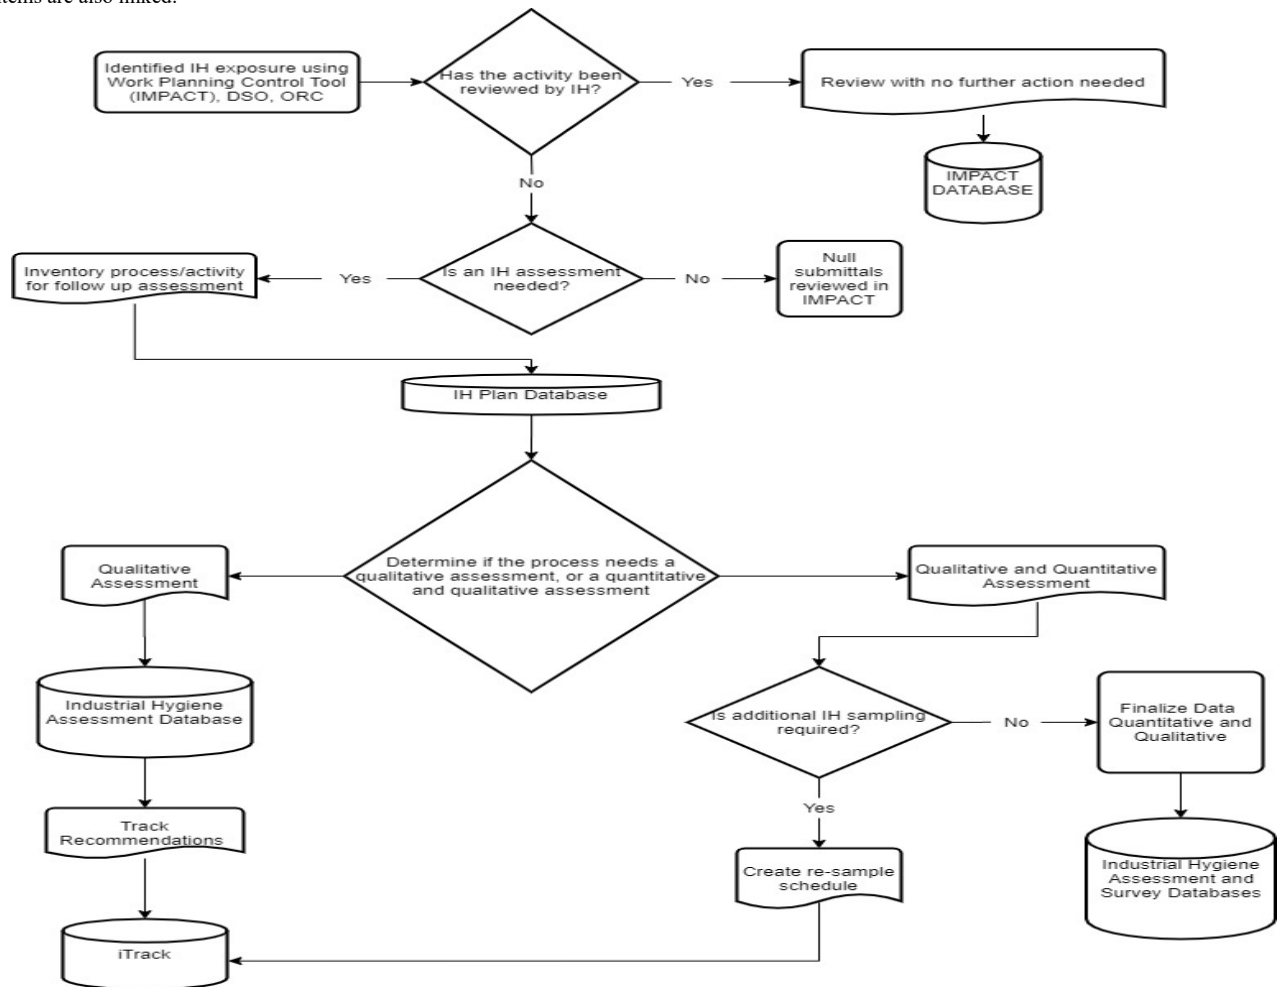 items are also linked.
Identified IH exposure using
Work Planning Control Tool
(IMPACT), DSO, ORC
Has the activity been
reviewed by IH?
Yes
Review with no further action needed
IMPACT
DATABASE
No
Inventory process/activity
for follow up assessment
Yes
Is an IH assessment
needed?
No
Null
submittals
reviewed in
IMPACT
IH Plan Database
Determine if the process needs a
qualitative assessment, or a quantitative
and qualitative assessment
Qualitative
Assessment
Qualitative and Quantitative
Assessment
Industrial Hygiene
Assessment Database
Is additional IH sampling
required?
No
Finalize Data
Quantitative and
Qualitative
Yes
Track
Recommendations
Create re-sample
schedule
Industrial Hygiene
Assessment and
Survey Databases
iTrack